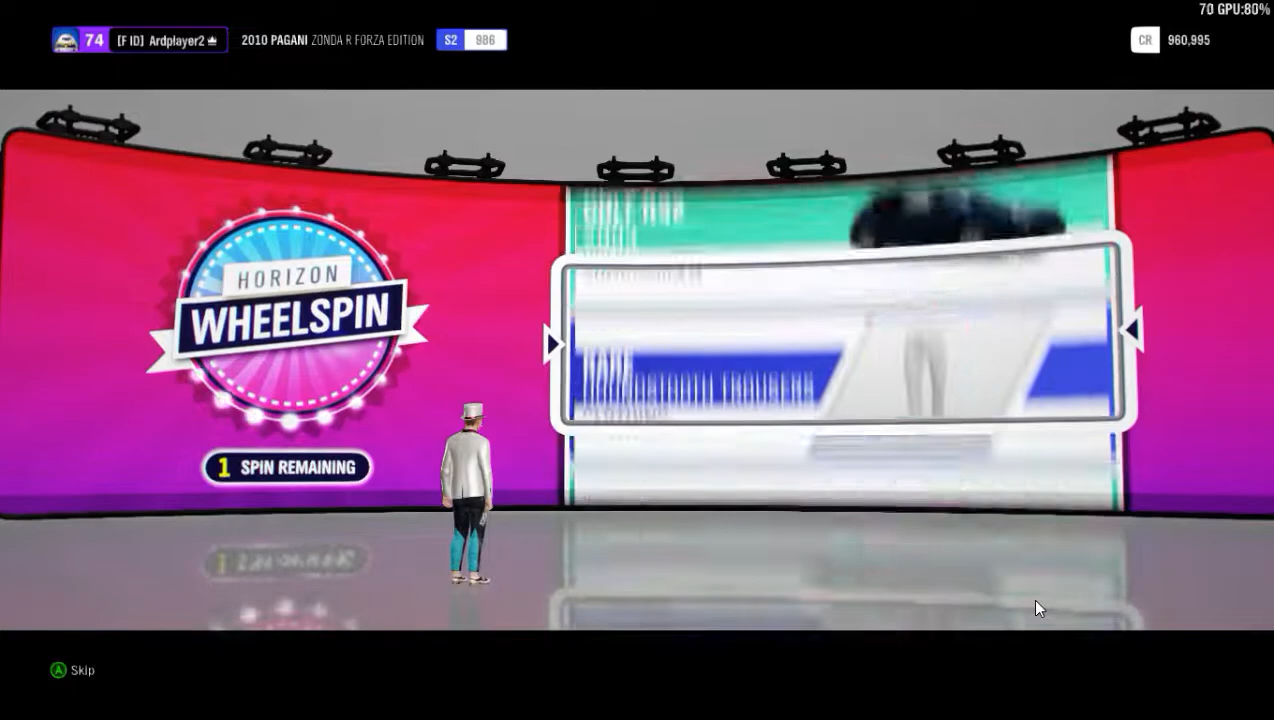 70 GPU:80%
74 [F ID] Ardplayer2 2010 PAGANI ZONDA R FORZA EDITION S2 986
CR 960,995
HORIZON
WHEELSPIN
1 SPIN REMAINING
TROUSERS
A Skip